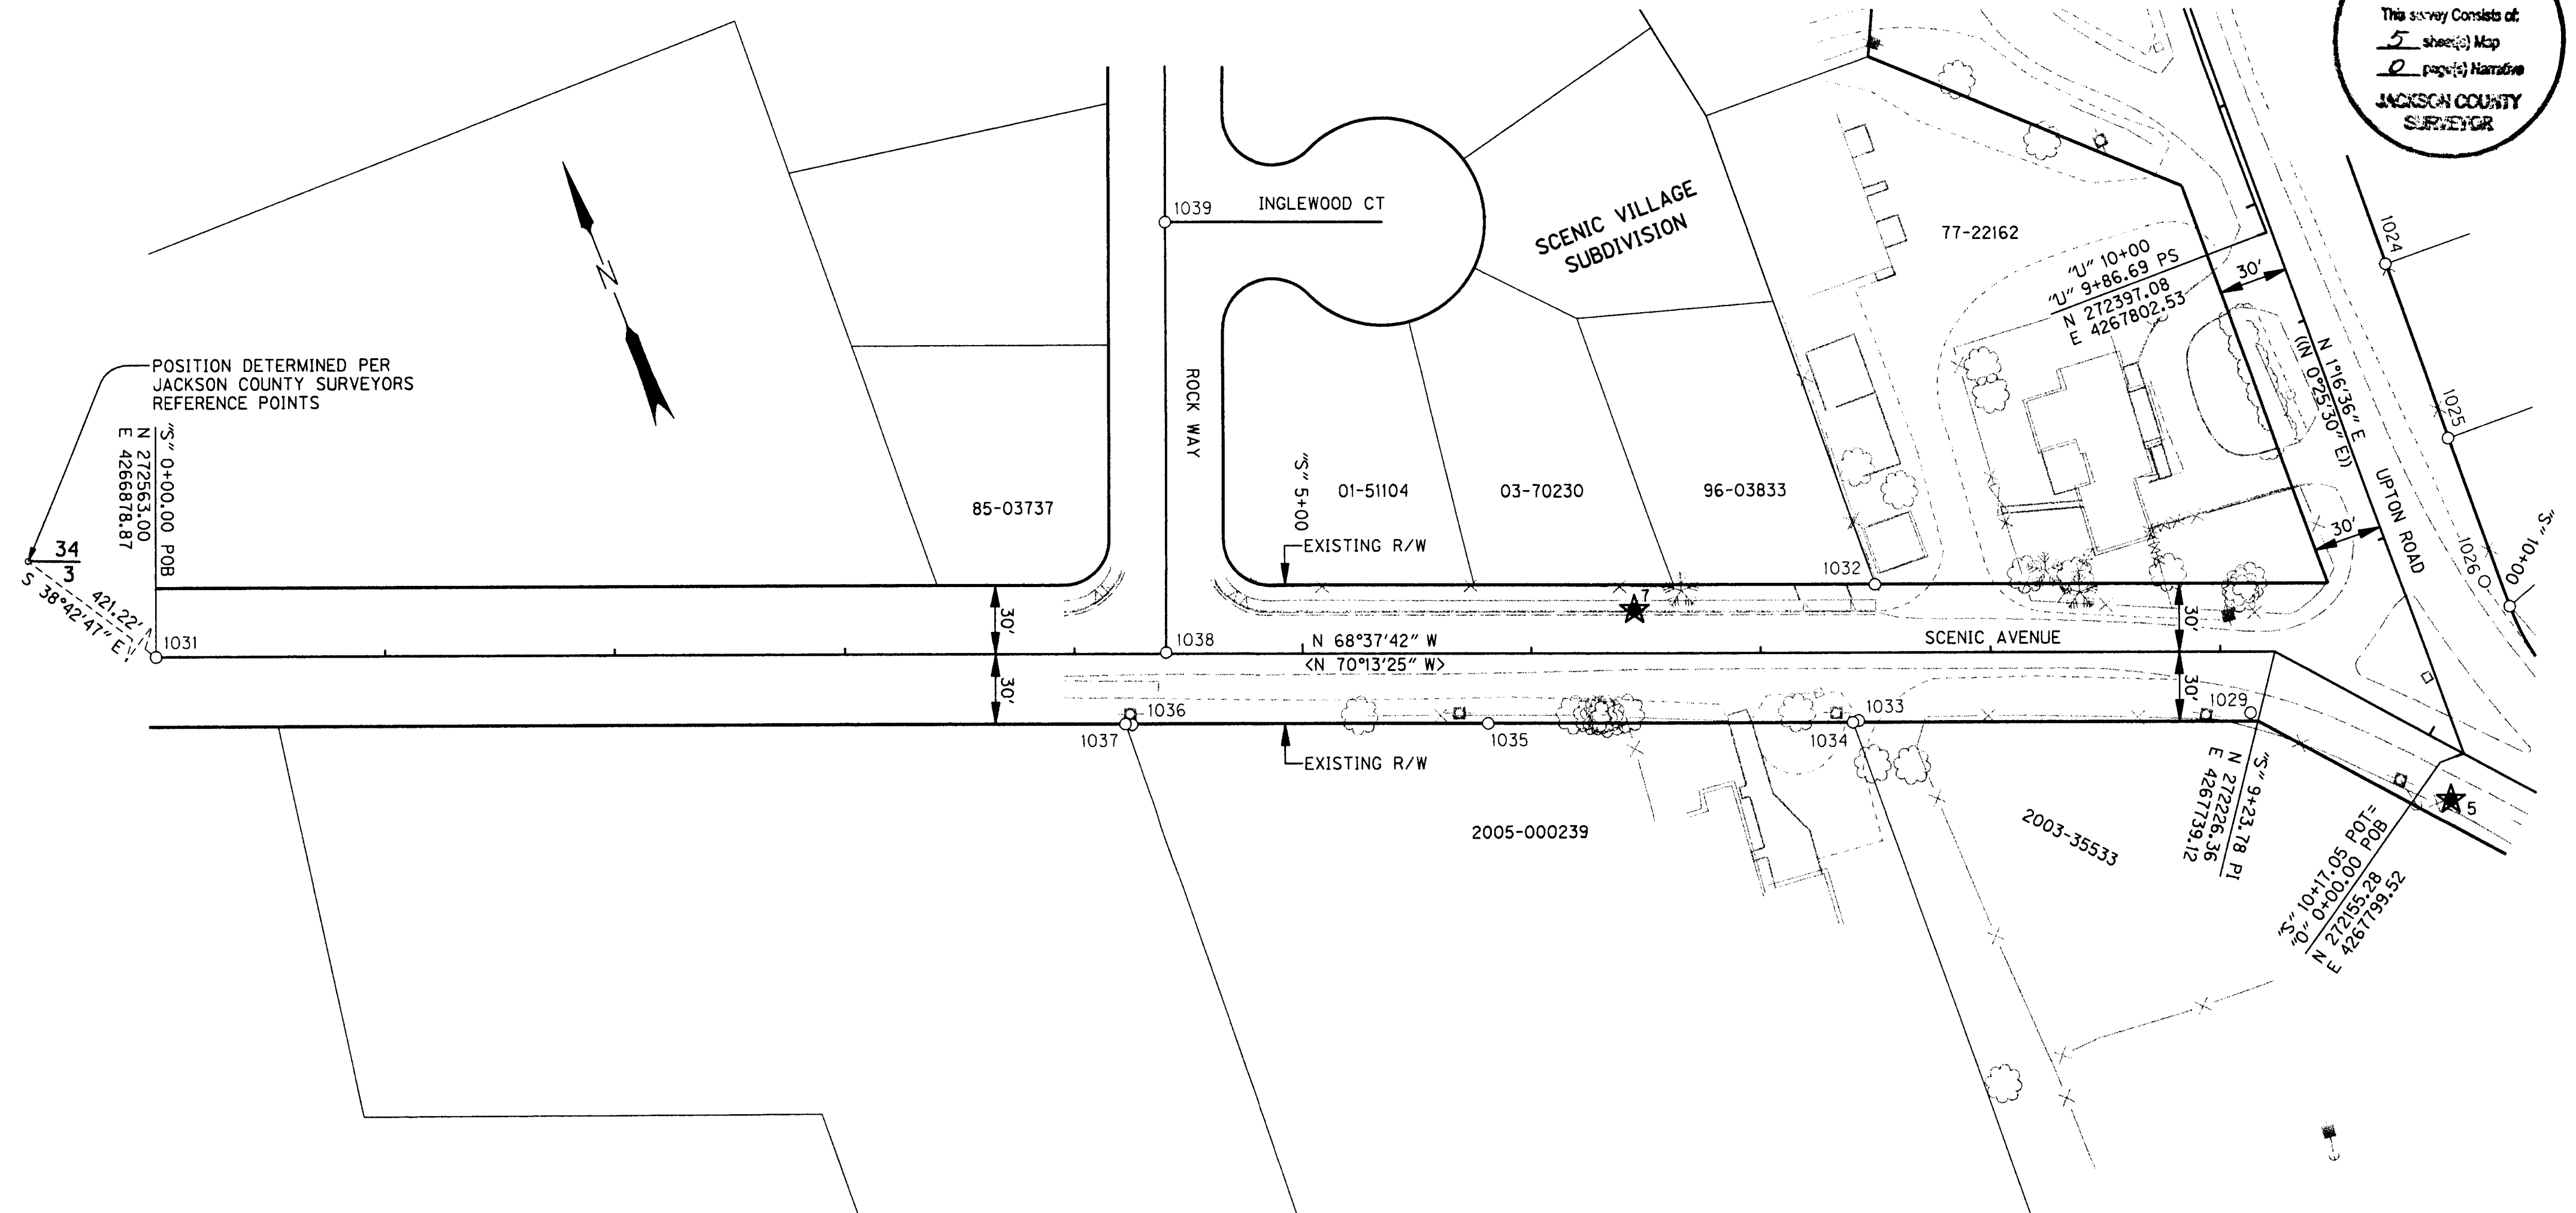 This survey Consists of:
5 sheet(s) Map
0 page(s) Narrative
JACKSON COUNTY
SURVEYOR
1039
INGLEWOOD CT
SCENIC VILLAGE
SUBDIVISION
77-22162
1024
"U" 10+00
"U" 9+86.69 PS
N 272397.08
E 4267802.53
30'
N
N 1°16'36" E
((N 0°25'30" E))
1025
POSITION DETERMINED PER
JACKSON COUNTY SURVEYORS
REFERENCE POINTS
ROCK WAY
"S" 0+00.00 POB
N 272563.00
E 4266878.87
85-03737
"S" 5+00
01-51104
03-70230
96-03833
UPTON ROAD
30'
1026
"S" 10+00
EXISTING R/W
34
3
421.22'
S 38°42'47" E
1031
30'
30'
1038
N 68°37'42" W
<N 70°13'25" W>
7
1032
SCENIC AVENUE
30'
30'
1036
1037
1035
1033
1034
1029
EXISTING R/W
2005-000239
2003-35533
"S" 9+23.78 PI
N 272226.36
E 4267739.12
"S" 10+17.05 POT=
"O" 0+00.00 POB
N 272155.28
E 4267799.52
5